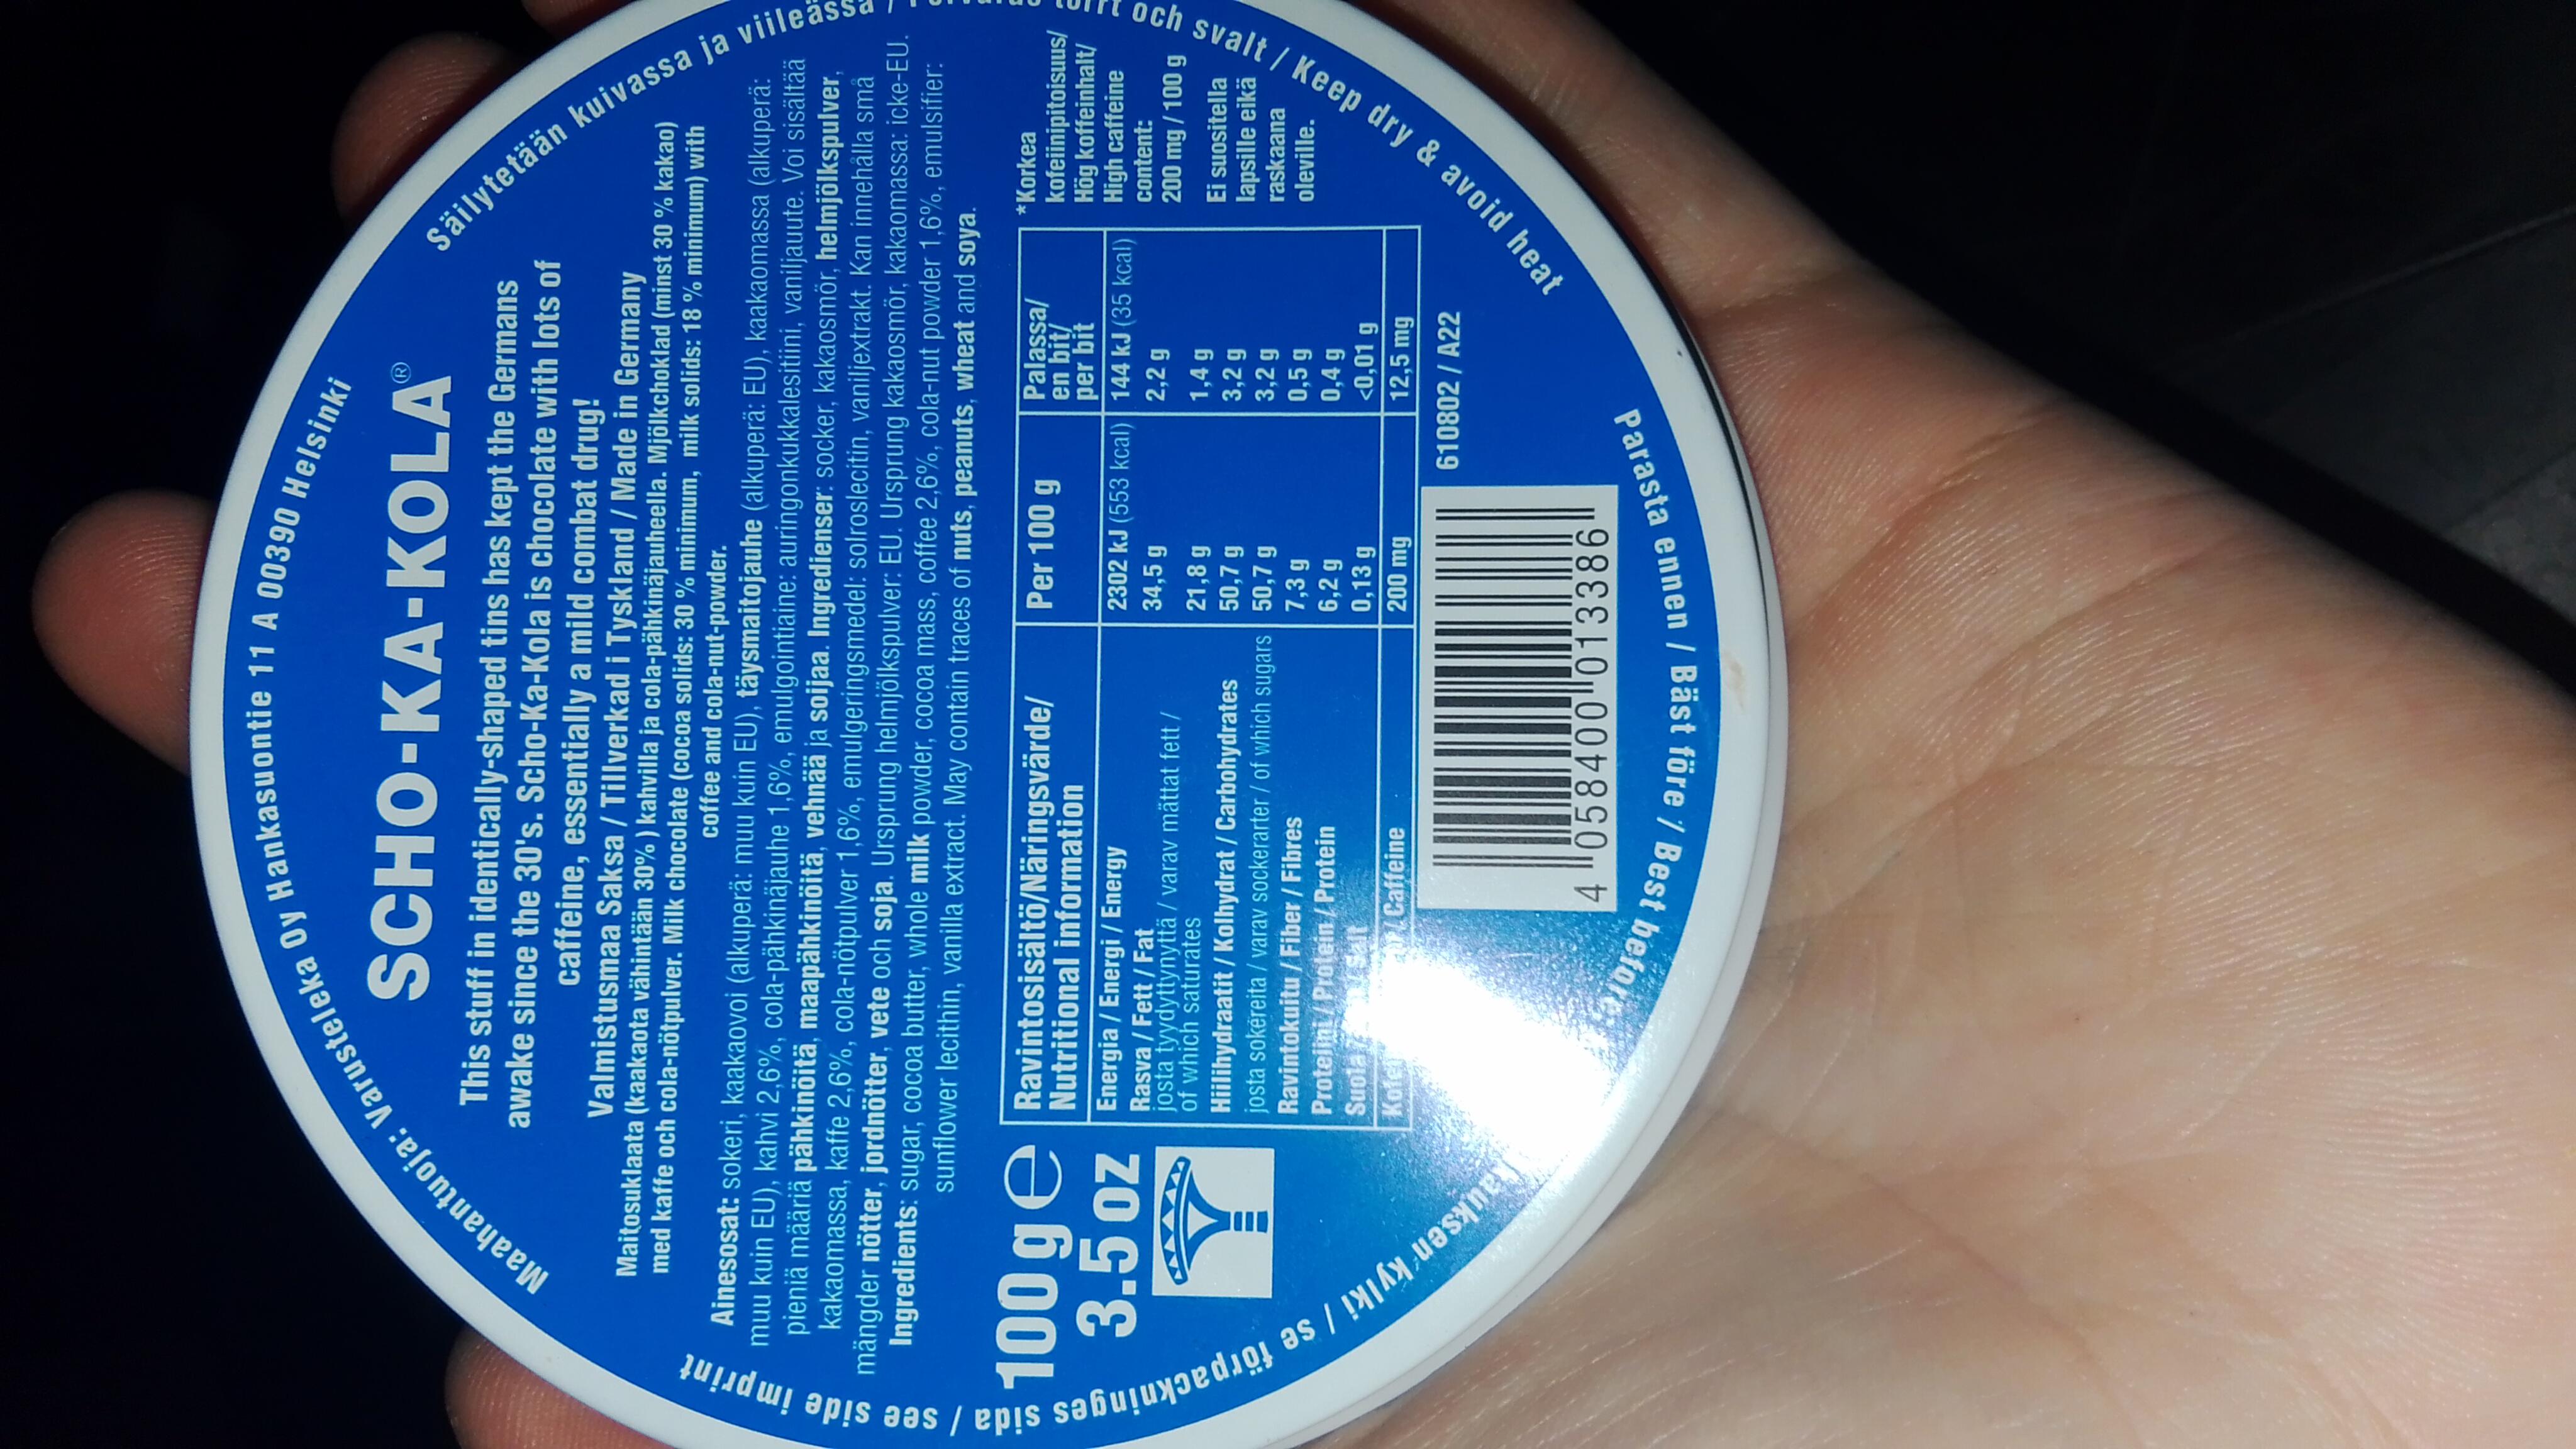 Maahantuoja: Varusteleka Oy Hankasuontie 11 A 00390 Helsinki
SCHO-KA-KOLA®
This stuff in identically-shaped tins has kept the Germans
awake since the 30's. Scho-Ka-Kola is chocolate with lots of
caffeine, essentially a mild combat drug!
Valmistusmaa Saksa / Tillverkad i Tyskland / Made in Germany
Maitosuklaata (kaakaota vähintään 30% ) kahvilla ja cola-pähkinäjauheella. Mjölkchoklad (minst 30 % kakao)
med kaffe och cola-nötpulver. Milk chocolate (cocoa solids: 30 % minimum, milk solids: 18 % minimum) with
coffee and cola-nut-powder.
Ainesosat: sokeri, kaakaovoi (alkuperä: muu kuin EU), täysmaitojauhe (alkuperä: EU), kaakaomassa (alkuperä:
muu kuin EU), kahvi 2,6%, cola-pähkinäjauhe 1,6%, emulgointiaine: auringonkukkalesitiini, vaniljauute. Voi sisältää
pieniä määriä pähkinöitä, maapähkinöitä, vehnää ja soijaa. Ingredienser: socker, kakaosmör, helmjölkspulver,
kakaomassa, kaffe 2,6%, cola-nötpulver 1,6%, emulgeringsmedel: solroslecitin, vaniljextrakt. Kan innehålla små
mängder nötter, jordnötter, vete och soja. Ursprung helmjölkspulver: EU. Ursprung kakaosmör, kakaomassa: icke-EU.
Ingredients: sugar, cocoa butter, whole milk powder, cocoa mass, coffee 2,6%, cola-nut powder 1,6%, emulsifier:
sunflower lecithin, vanilla extract. May contain traces of nuts, peanuts, wheat and soya.
100 g e
3.5 oz
Ravintosisältö/Näringsvärde/
Nutritional information
Per 100 g
Palassa/
en bit/
per bit
Energia / Energi / Energy 2302 kJ (553 kcal) 144 kJ (35 kcal)
Rasva / Fett / Fat 34,5 g 2,2 g
josta tyydyttynyttä / varav mättat fett /
of which saturates 21,8 g 1,4 g
Hiilihydraatit / Kolhydrat / Carbohydrates 50,7 g 3,2 g
josta sokereita / varav sockerarter / of which sugars 50,7 g 3,2 g
Ravintokuitu / Fiber / Fibres 7,3 g 0,5 g
Proteiini / Protein / Protein 6,2 g 0,4 g
Suola 0,13 g <0,01 g
Caffeine 200 mg 12,5 mg
*Korkea
kofeiinipitoisuus/
Hög koffeinhalt/
High caffeine
content:
200 mg / 100 g
Ei suositella
lapsille eikä
raskaana
oleville.
610802 / A22
4 058400 013386
Säilytetään kuivassa ja viileässä / och svalt / Keep dry & avoid heat
Parasta ennen / Bäst före / Best before
kylki / se förpackninges sida / see side imprint